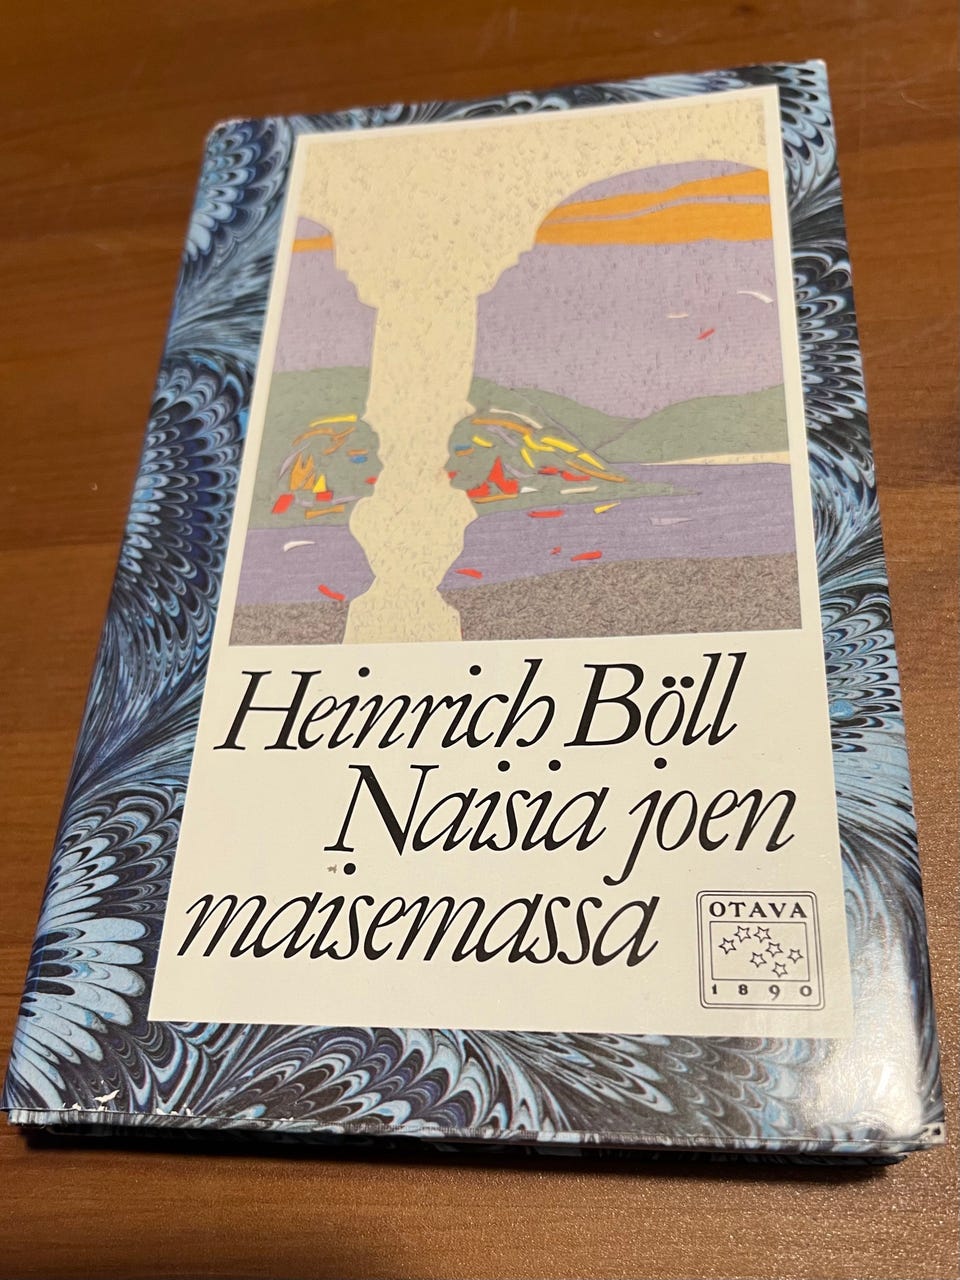 Heinrich Böll
Naisia joen
maisemassa
OTAVA
1890